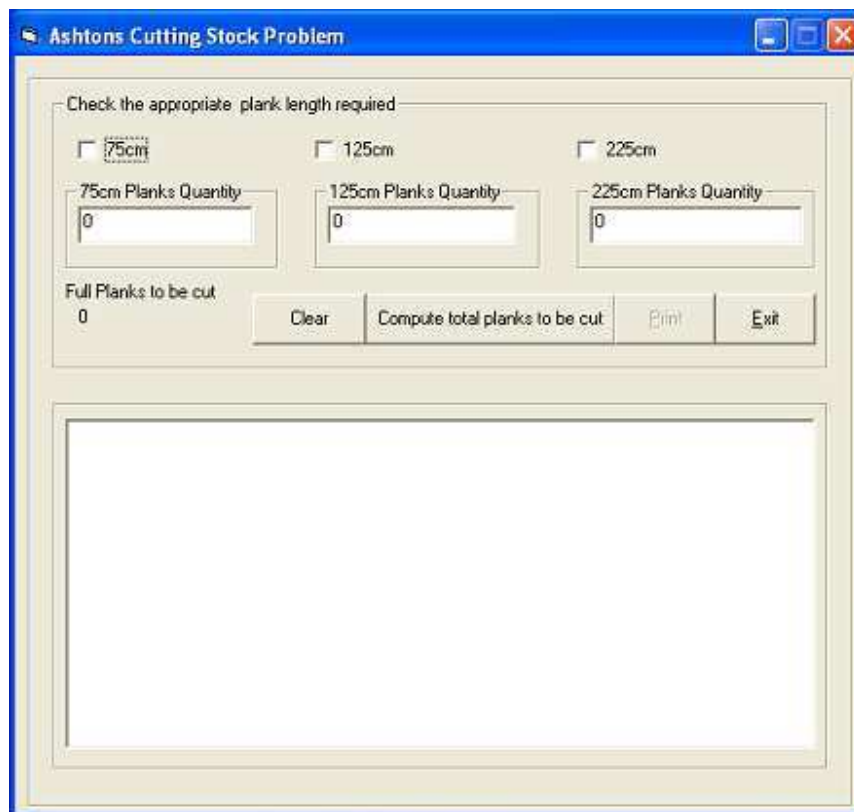 Ashtons Cutting Stock Problem
Check the appropriate plank length required
75cm 125cm 225cm
75cm Planks Quantity 125cm Planks Quantity 225cm Planks Quantity
0 0 0
Full Planks to be cut
0 Clear Compute total planks to be cut Print Exit